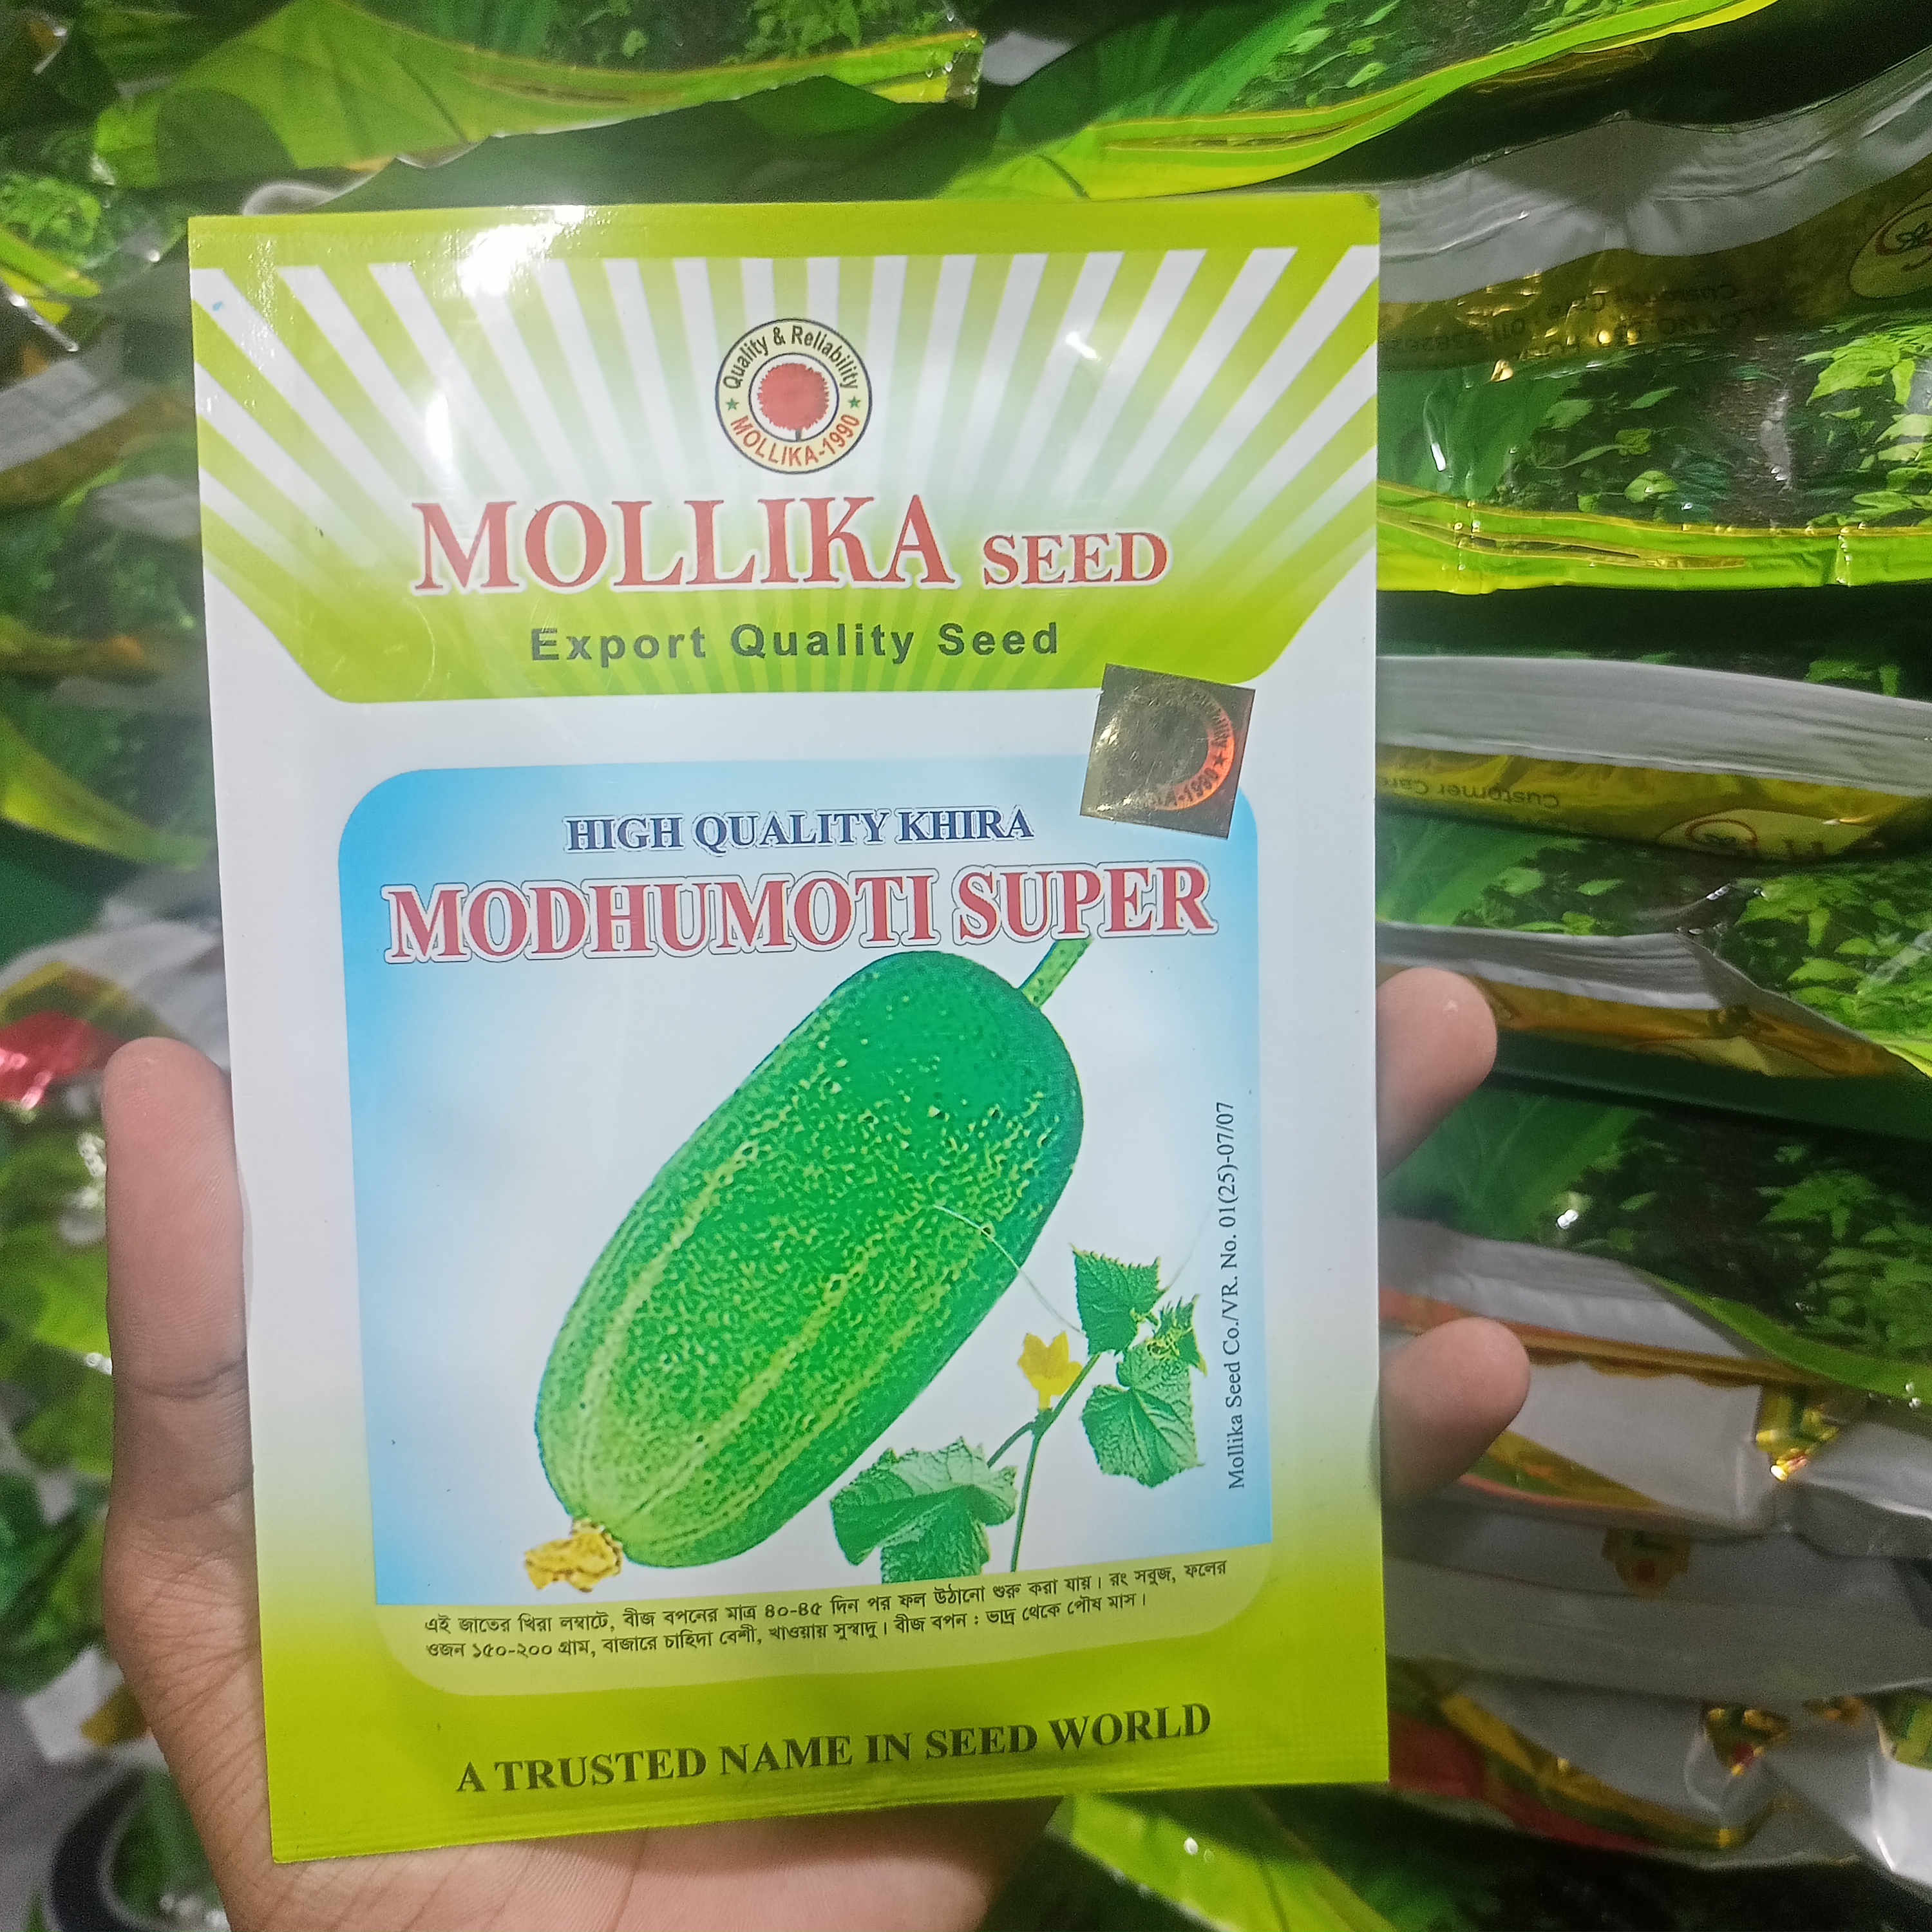 Quality & Reliability
MOLLIKA-1990
MOLLIKA SEED
Export Quality Seed
HIGH QUALITY KHIRA
MODHUMOTI SUPER
Mollika Seed Co./VR. No. 01(25)-07/07
এই জাতের খিরা লম্বাটে, বীজ বপনের মাত্র ৪০-৪৫ দিন পর ফল উঠানো শুরু করা যায়। রং সবুজ, ফলের
ওজন ১৫০-২০০ গ্রাম, বাজারে চাহিদা বেশী, খাওয়ায় সুস্বাদু। বীজ বপন : ভাদ্র থেকে পৌষ মাস।
A TRUSTED NAME IN SEED WORLD
Customer Care